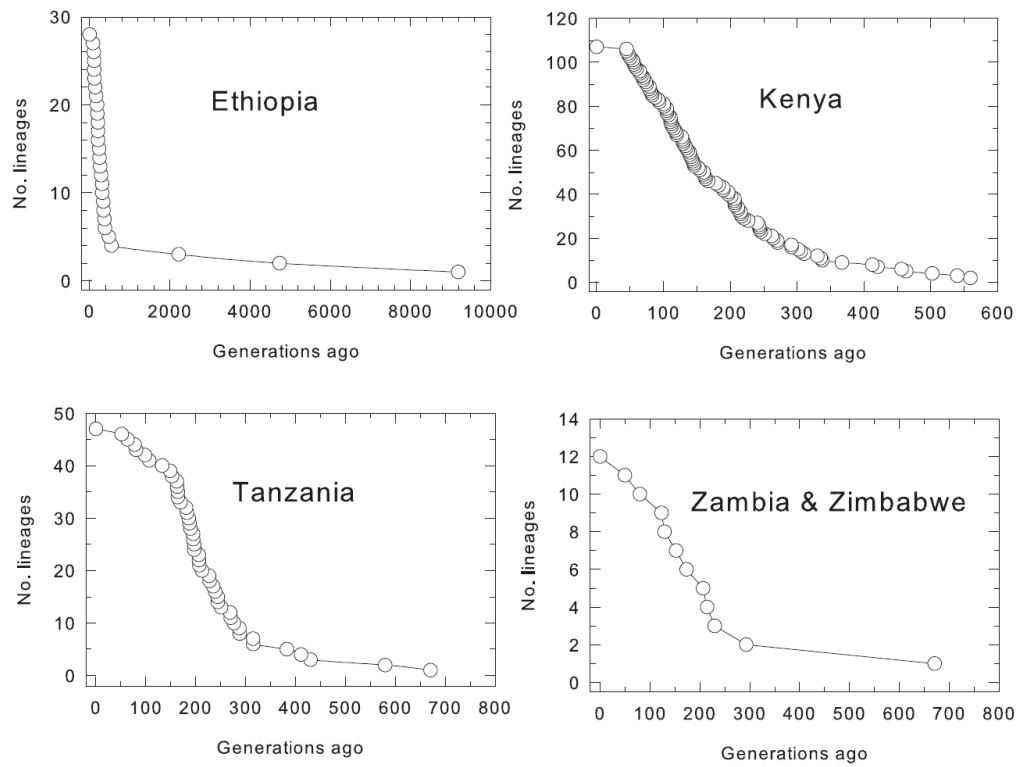 30
20
10
0
No. lineages
Ethiopia
0 2000 4000 6000 8000 10000
Generations ago
120
100
80
60
40
20
0
No. lineages
Kenya
0 100 200 300 400 500 600
Generations ago
50
40
30
20
10
0
No. lineages
Tanzania
0 100 200 300 400 500 600 700 800
Generations ago
14
12
10
8
6
4
2
0
No. lineages
Zambia & Zimbabwe
0 100 200 300 400 500 600 700 800
Generations ago